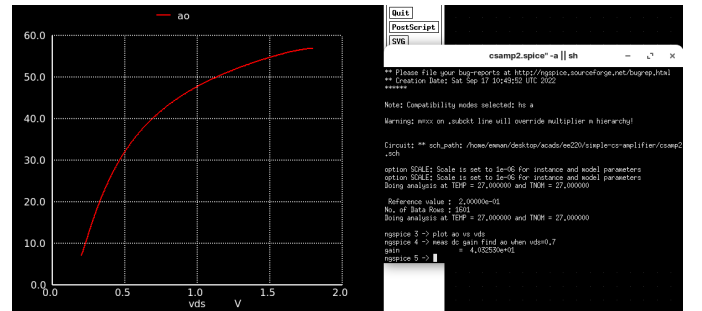 ao
60.0
50.0
40.0
30.0
20.0
10.0
0.0
0.0 0.5 1.0 1.5 2.0
vds V
Quit
PostScript
SVG
csamp2.spice" -a || sh
** Please file your bug-reports at http://ngspice.sourceforge.net/bugrep.html
** Creation Date: Sat Sep 17 10:49:52 UTC 2022
******
Note: Compatibility modes selected: hs a
Warning: m=xx on .subckt line will override multiplier m hierarchy!
Circuit: ** sch_path: /home/emman/desktop/acads/ee220/simple-cs-amplifier/csamp2
.sch
option SCALE: Scale is set to 1e-06 for instance and model parameters
option SCALE: Scale is set to 1e-06 for instance and model parameters
Doing analysis at TEMP = 27.000000 and TNOM = 27.000000
Reference value : 2.00000e-01
No. of Data Rows : 1601
Doing analysis at TEMP = 27.000000 and TNOM = 27.000000
ngspice 3 -> plot ao vs vds
ngspice 4 -> meas dc gain find ao when vds=0.7
gain = 4.032530e+01
ngspice 5 ->